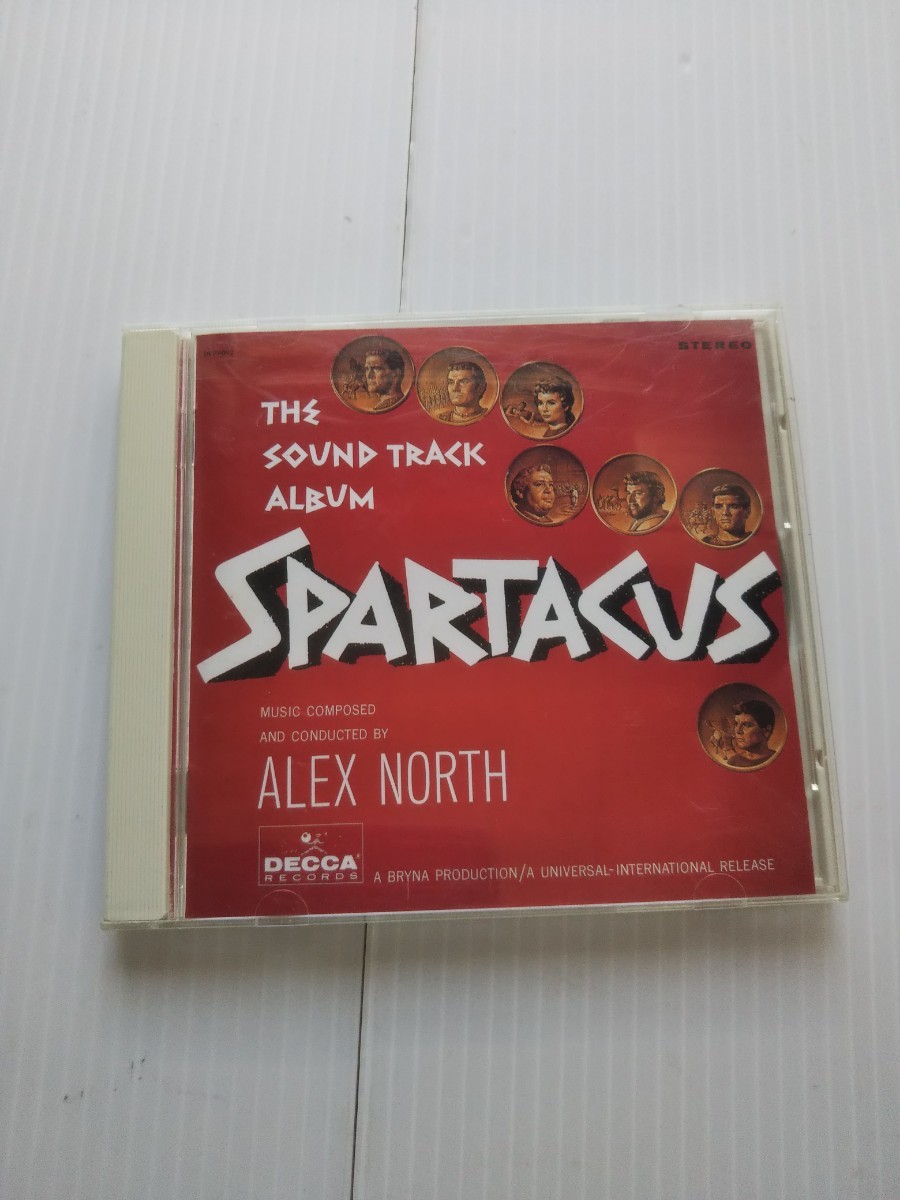 STEREO
THE
SOUND TRACK
ALBUM
SPARTACUS
MUSIC COMPOSED
AND CONDUCTED BY
ALEX NORTH
DECCA
RECORDS
A BRYNA PRODUCTION/A UNIVERSAL-INTERNATIONAL RELEASE